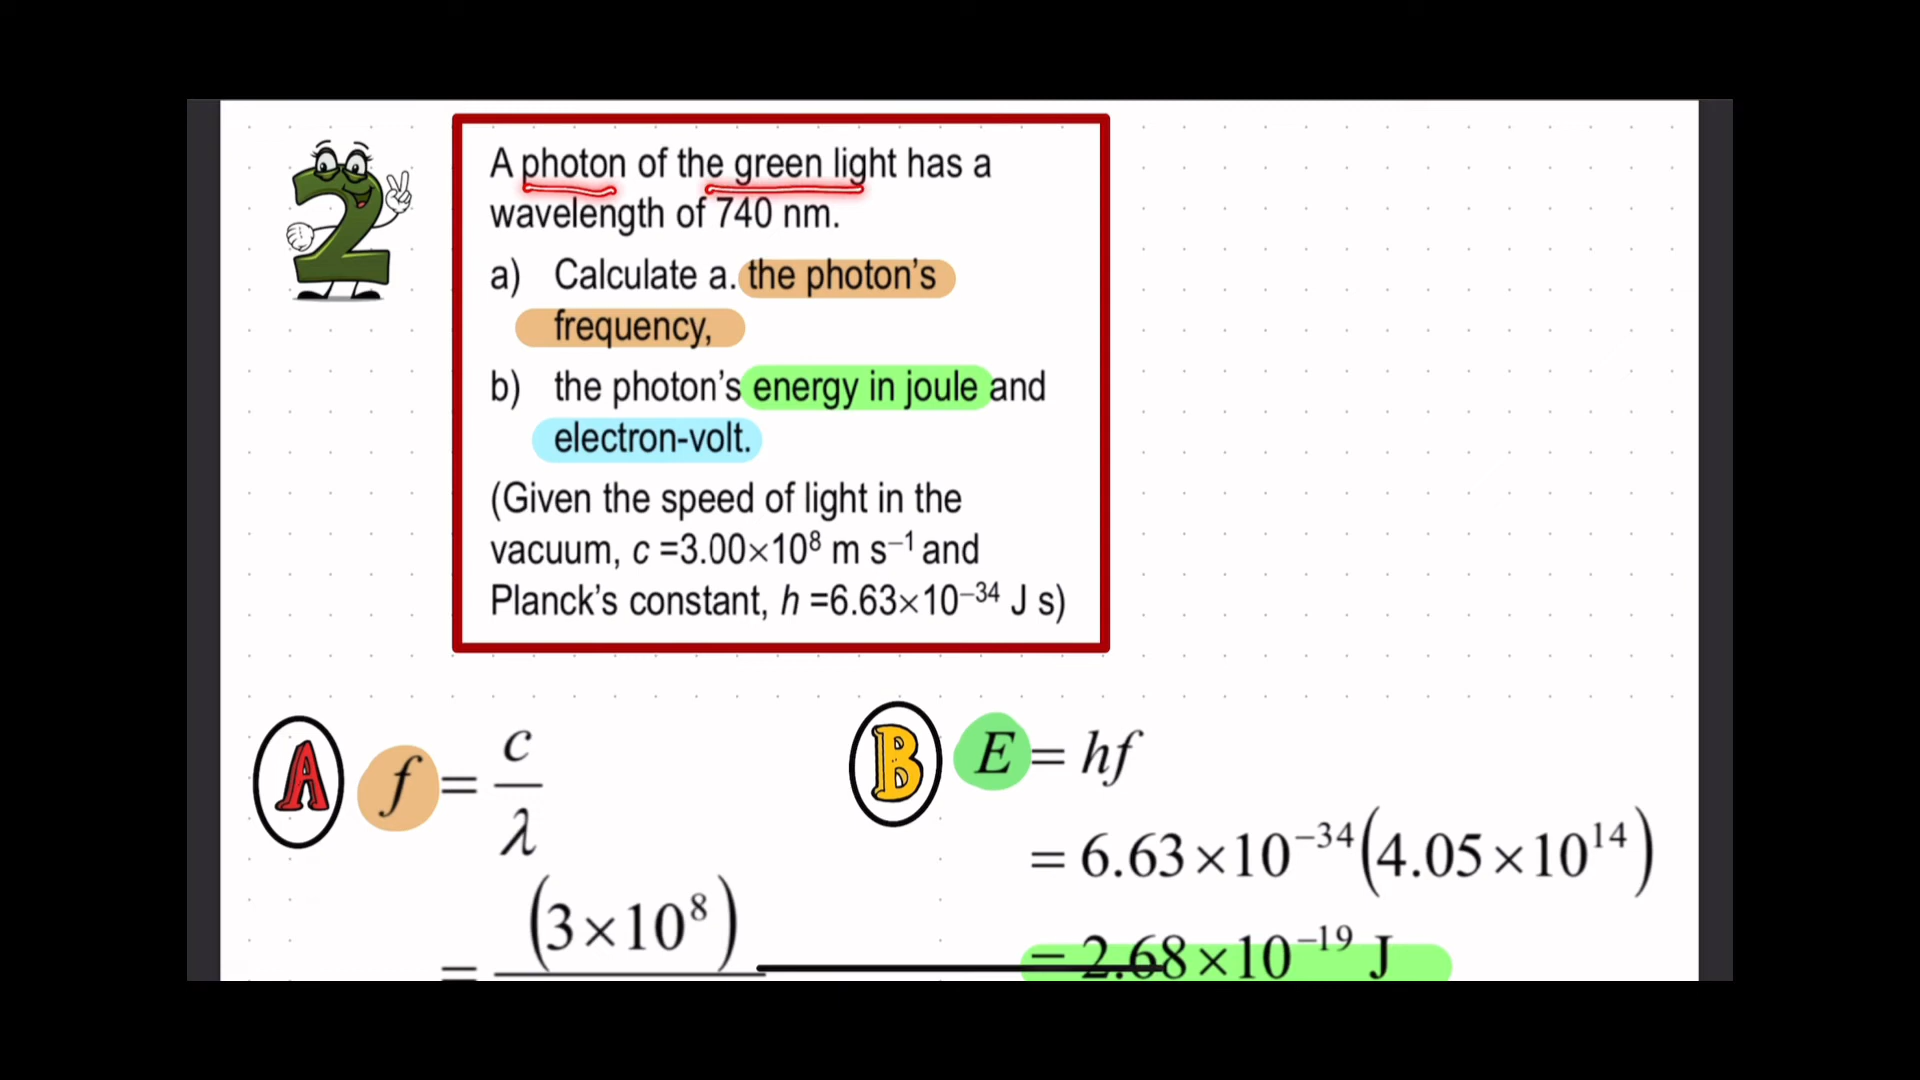 2
A photon of the green light has a
wavelength of 740 nm.
a) Calculate a. the photon's
frequency,
b) the photon's energy in joule and
electron-volt.
(Given the speed of light in the
vacuum, c =3.00×10⁸ m s⁻¹ and
Planck's constant, h =6.63×10⁻³⁴ J s)
A f = c/λ
= (3×10⁸)
B E = hf
= 6.63×10⁻³⁴(4.05×10¹⁴)
= 2.68×10⁻¹⁹ J